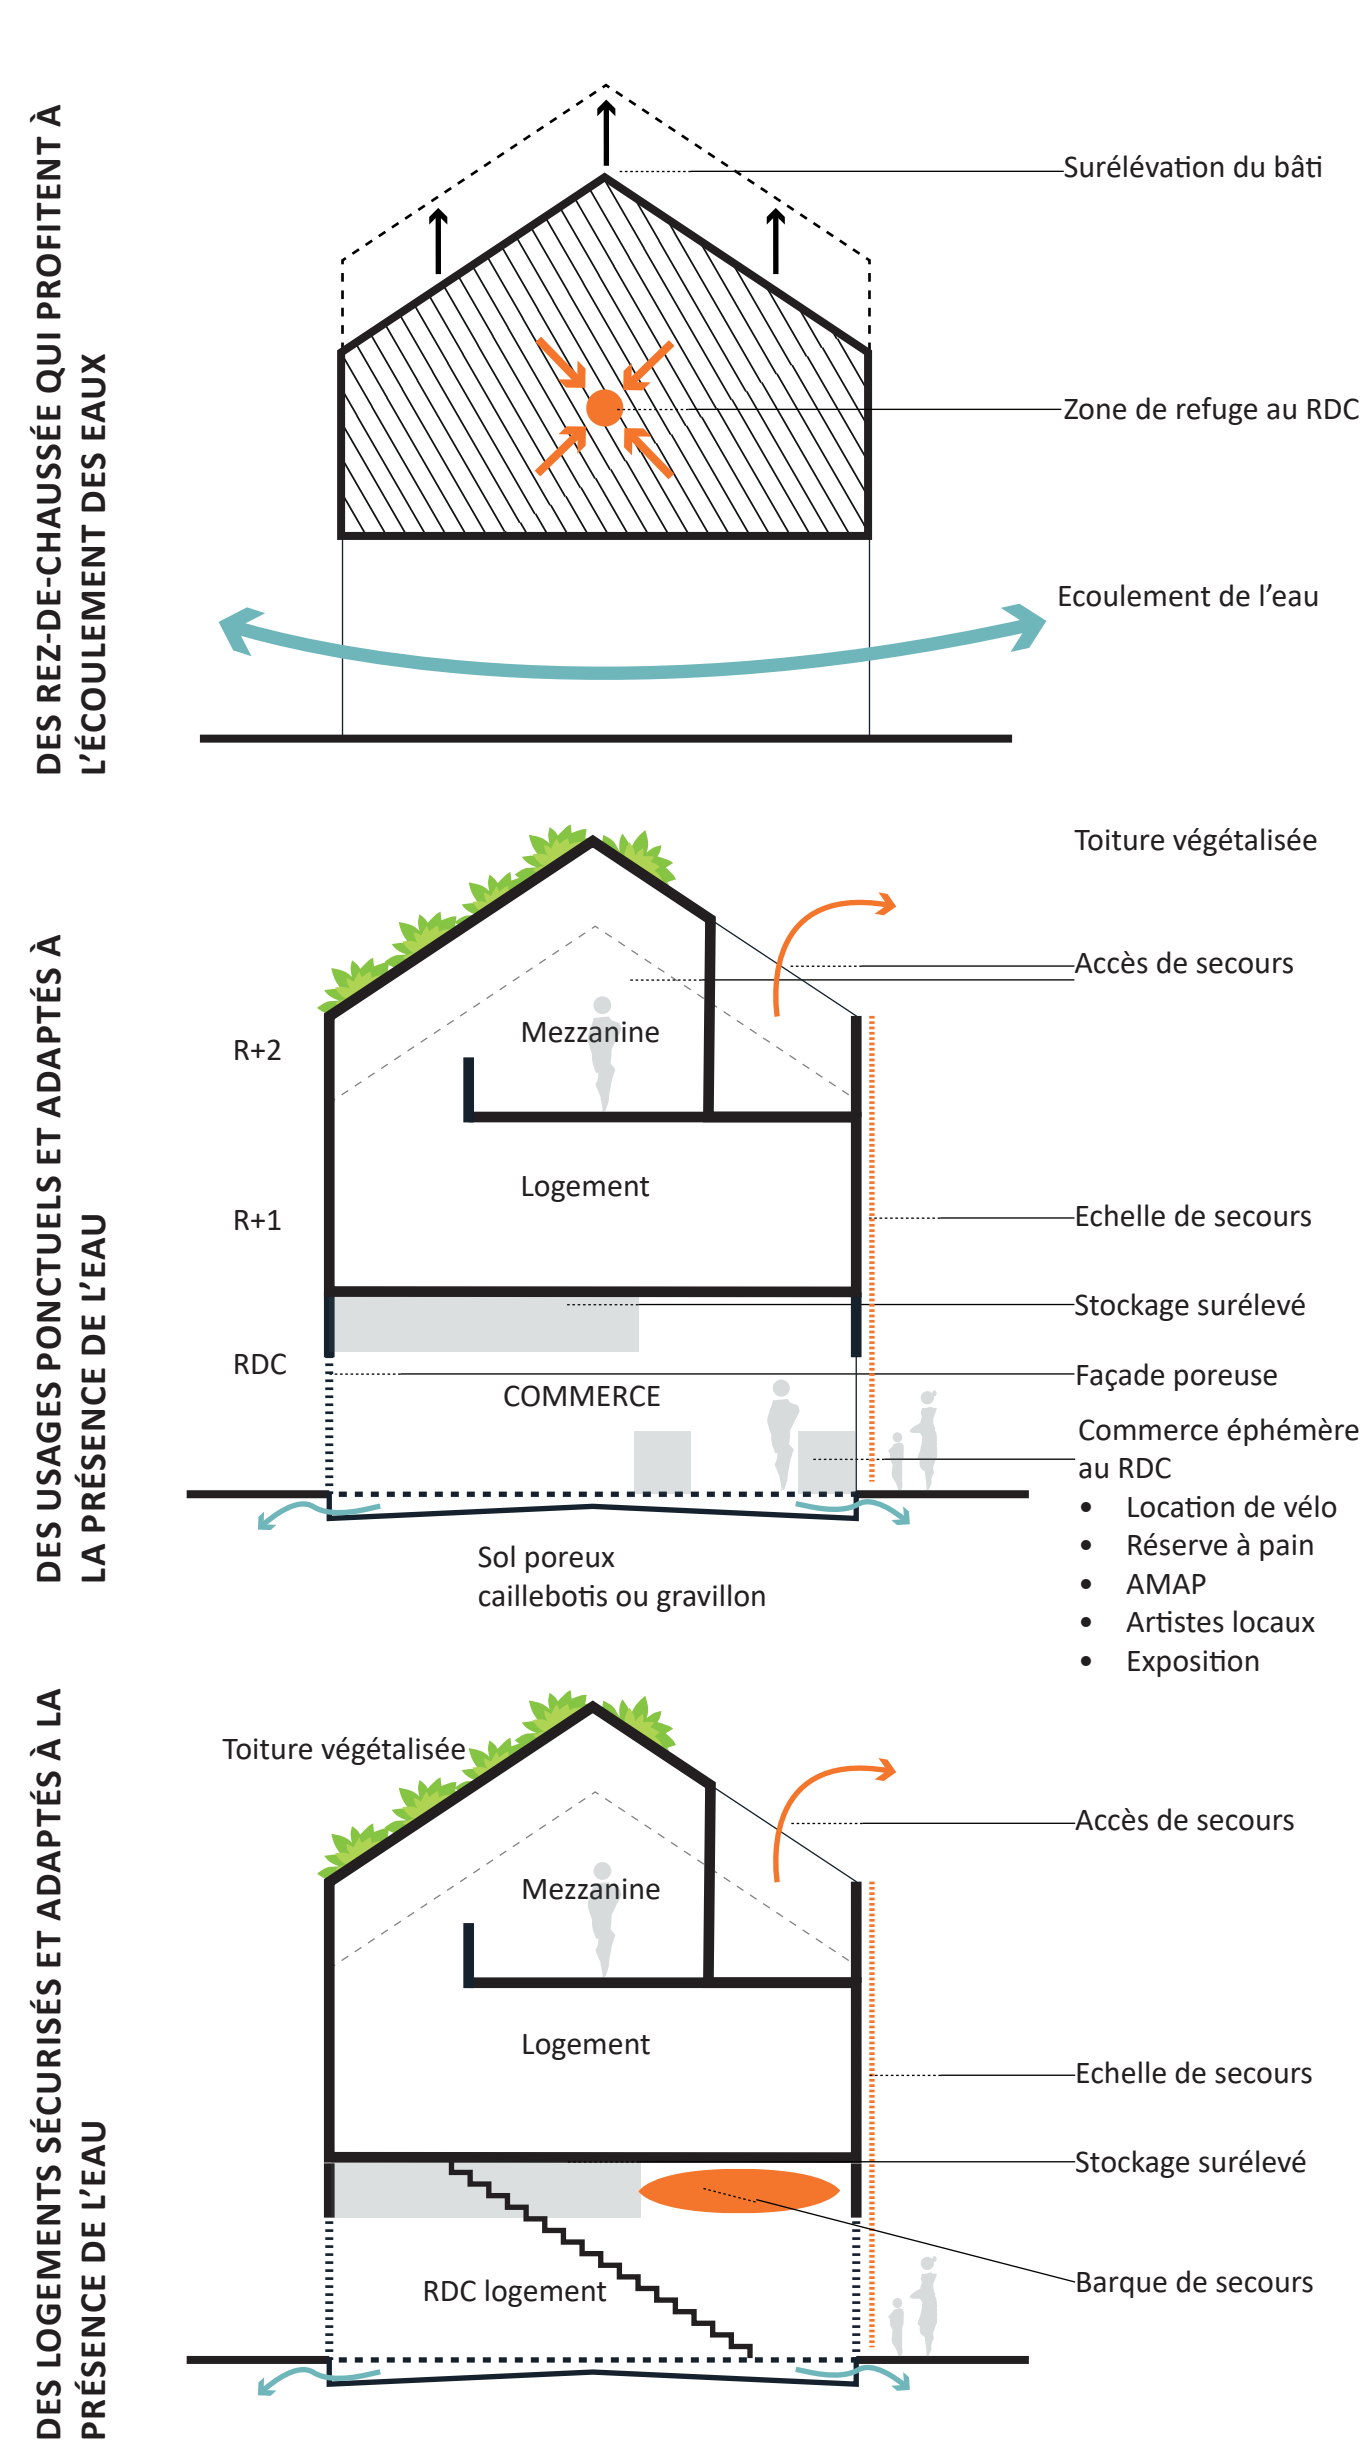 DES REZ-DE-CHAUSSÉE QUI PROFITENT À
L'ÉCOULEMENT DES EAUX
Surélévation du bâti
Zone de refuge au RDC
Ecoulement de l'eau
DES USAGES PONCTUELS ET ADAPTÉS À
LA PRÉSENCE DE L'EAU
Toiture végétalisée
Accès de secours
Mezzanine
R+2
Logement
R+1
Echelle de secours
Stockage surélevé
RDC
Façade poreuse
COMMERCE
Commerce éphémère
au RDC
• Location de vélo
• Réserve à pain
• AMAP
• Artistes locaux
• Exposition
Sol poreux
caillebotis ou gravillon
DES LOGEMENTS SÉCURISÉS ET ADAPTÉS À LA
PRÉSENCE DE L'EAU
Toiture végétalisée
Accès de secours
Mezzanine
Logement
Echelle de secours
Stockage surélevé
RDC logement
Barque de secours